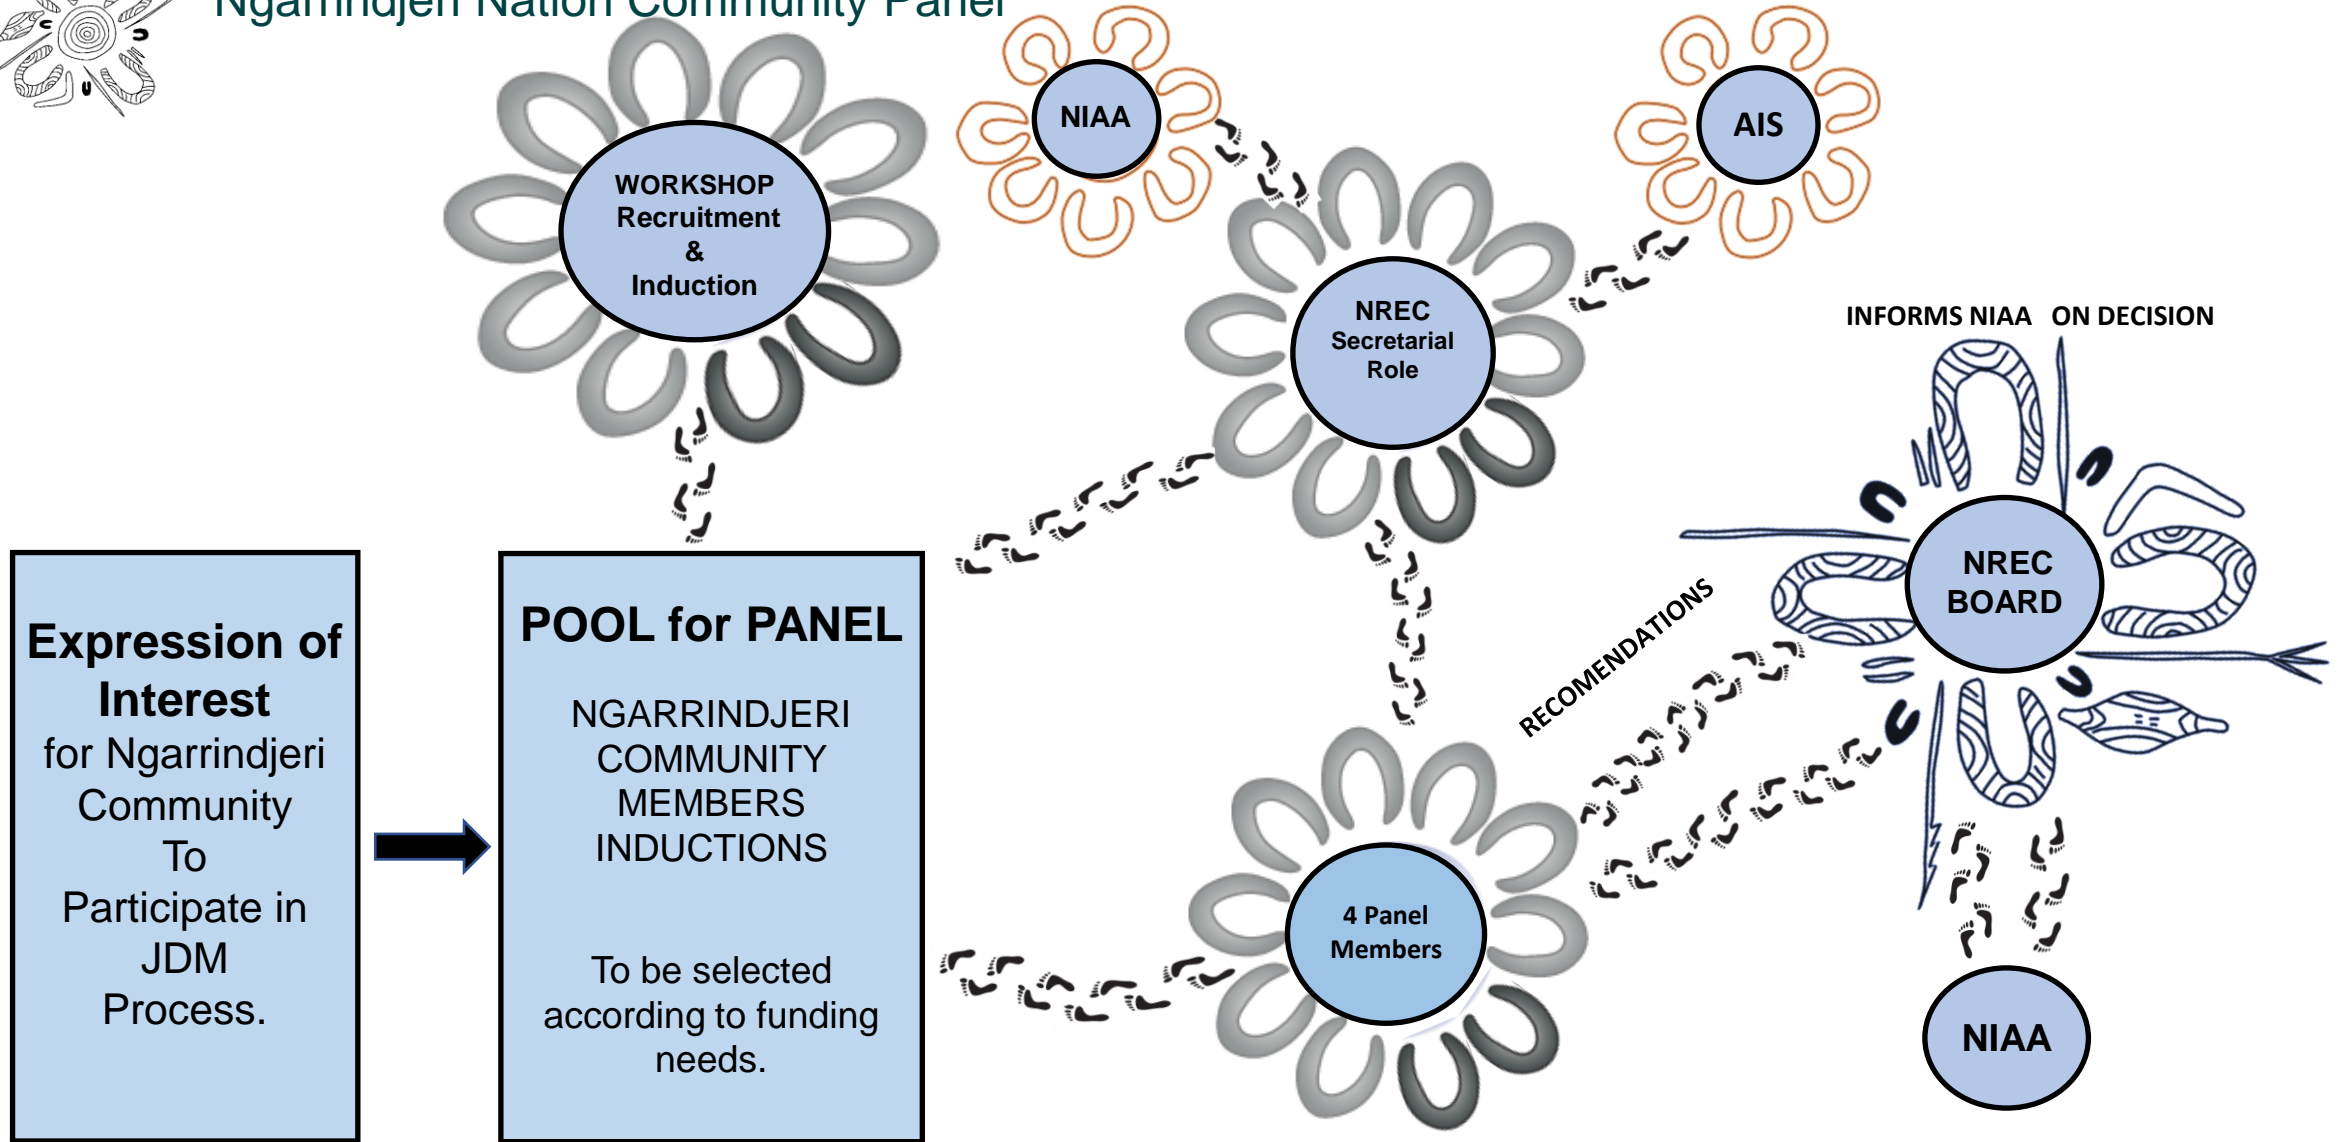 Ngarrindjeri Nation Community Panel
WORKSHOP
Recruitment
&
Induction
NIAA
AIS
NREC
Secretarial
Role
INFORMS NIAA ON DECISION
NREC
BOARD
RECOMENDATIONS
Expression of
Interest
for Ngarrindjeri
Community
To
Participate in
JDM
Process.
POOL for PANEL
NGARRINDJERI
COMMUNITY
MEMBERS
INDUCTIONS
To be selected
according to funding
needs.
4 Panel
Members
NIAA